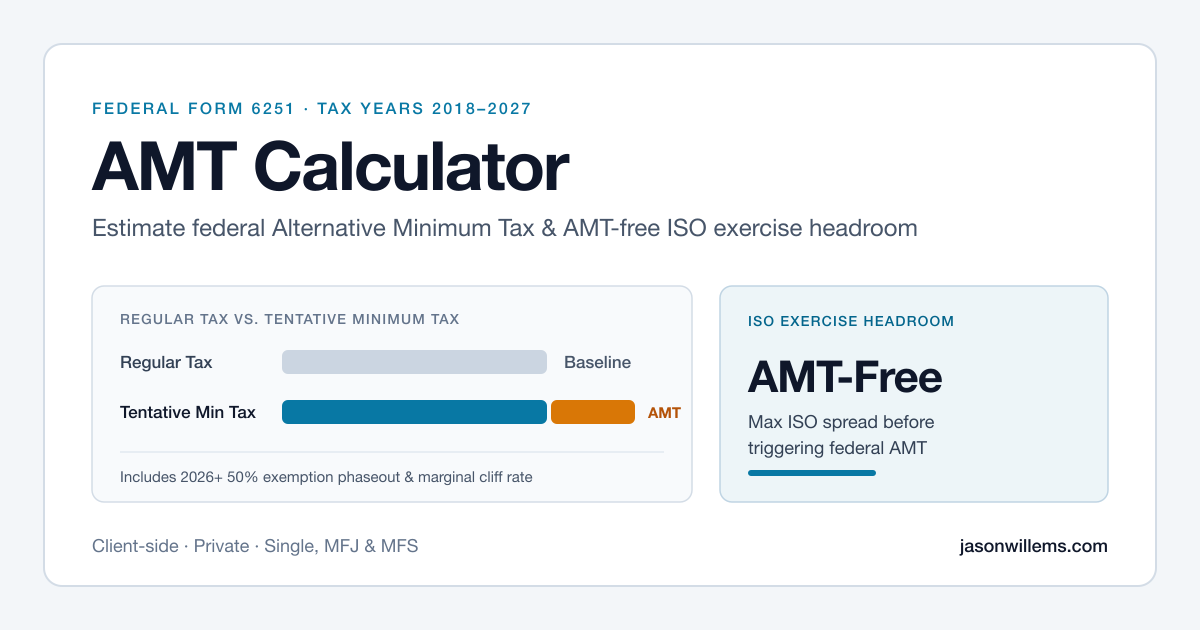 FEDERAL FORM 6251 · TAX YEARS 2018–2027
AMT Calculator
Estimate federal Alternative Minimum Tax & AMT-free ISO exercise headroom
REGULAR TAX VS. TENTATIVE MINIMUM TAX
Regular Tax
Baseline
Tentative Min Tax
AMT
Includes 2026+ 50% exemption phaseout & marginal cliff rate
ISO EXERCISE HEADROOM
AMT-Free
Max ISO spread before
triggering federal AMT
Client-side · Private · Single, MFJ & MFS
jasonwillems.com